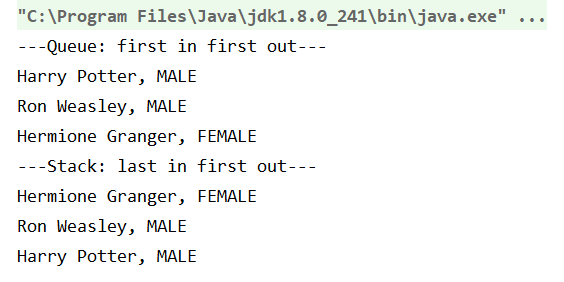 "C:\Program Files\Java\jdk1.8.0_241\bin\java.exe" ...
---Queue: first in first out---
Harry Potter, MALE
Ron Weasley, MALE
Hermione Granger, FEMALE
---Stack: last in first out---
Hermione Granger, FEMALE
Ron Weasley, MALE
Harry Potter, MALE